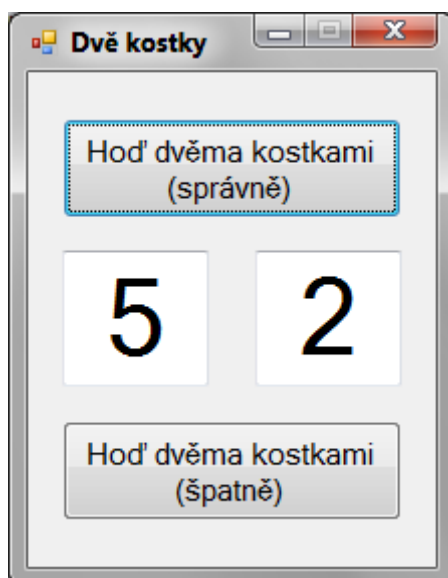 Dvě kostky
Hoď dvěma kostkami
(správně)
5 2
Hoď dvěma kostkami
(špatně)